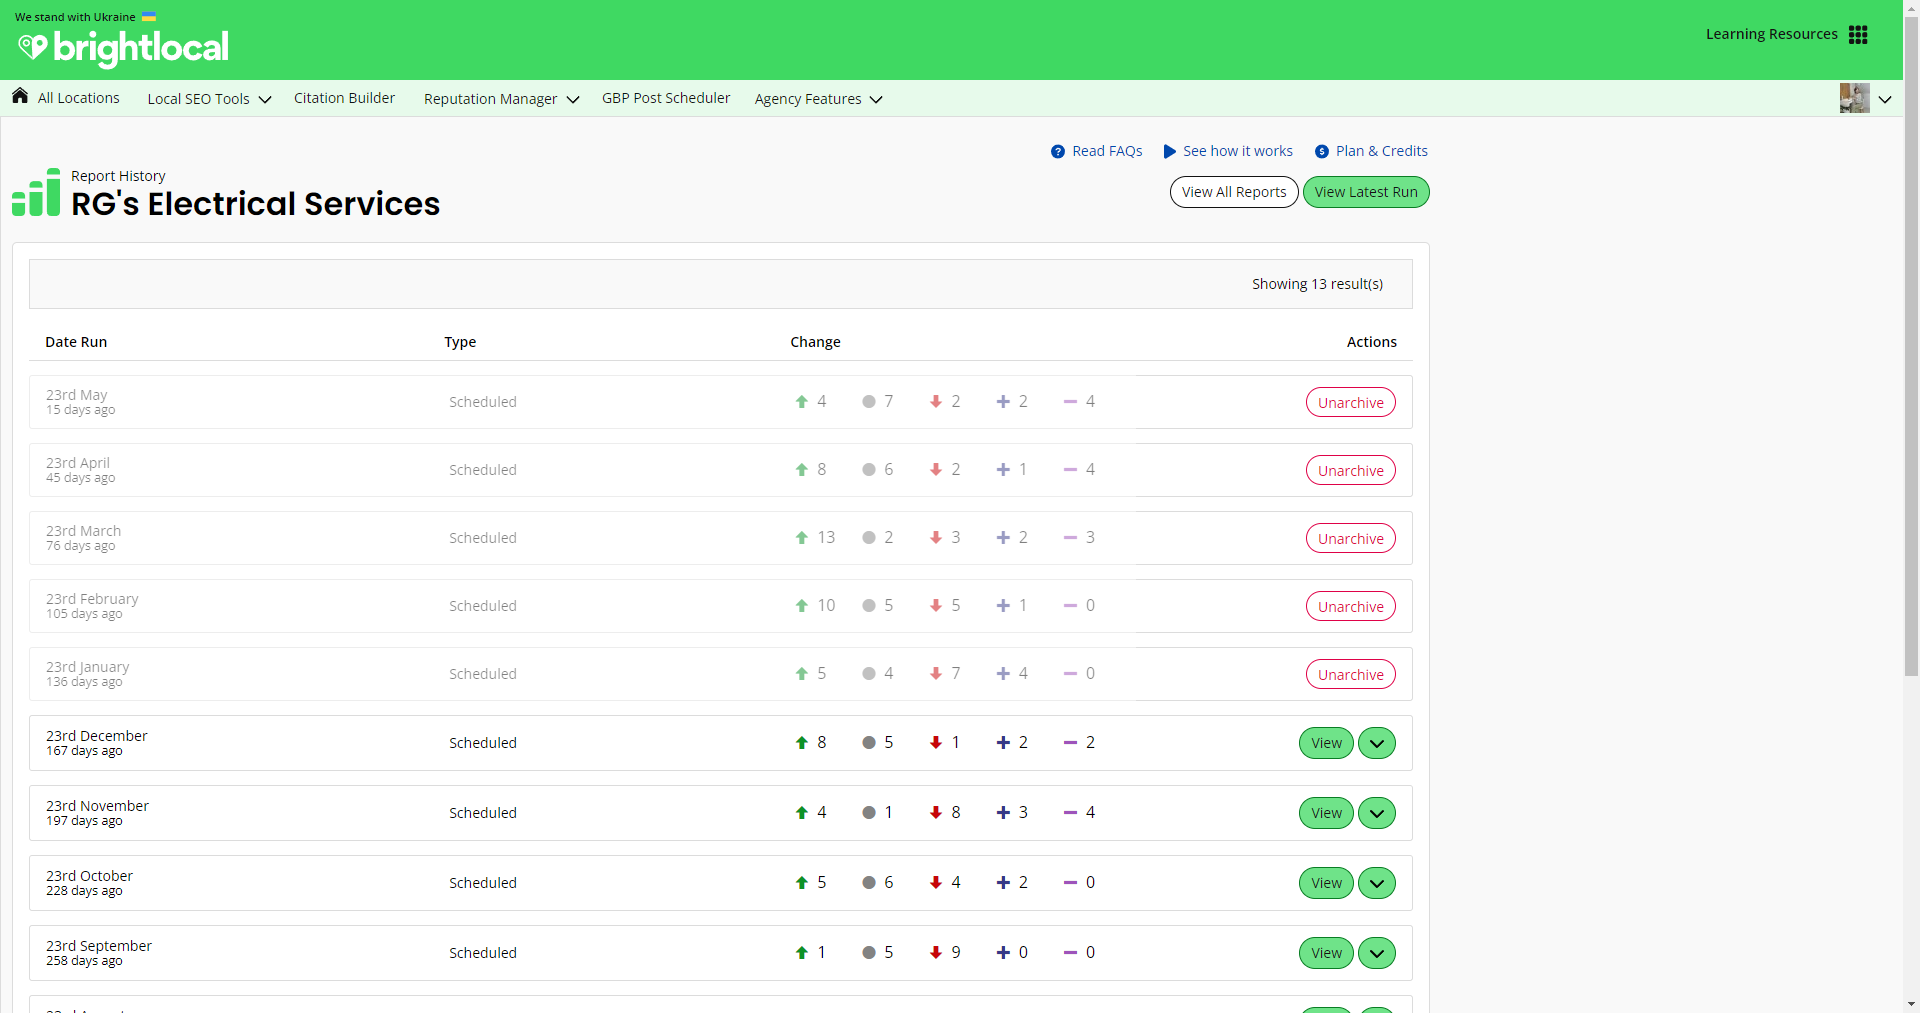 We stand with Ukraine
brightlocal
Learning Resources
All Locations Local SEO Tools Citation Builder Reputation Manager GBP Post Scheduler Agency Features
Read FAQs See how it works Plan & Credits
Report History
RG's Electrical Services
View All Reports View Latest Run
Showing 13 result(s)
Date Run Type Change Actions
23rd May
15 days ago
Scheduled 4 7 2 2 4 Unarchive
23rd April
45 days ago
Scheduled 8 6 2 1 4 Unarchive
23rd March
76 days ago
Scheduled 13 2 3 2 3 Unarchive
23rd February
105 days ago
Scheduled 10 5 5 1 0 Unarchive
23rd January
136 days ago
Scheduled 5 4 7 4 0 Unarchive
23rd December
167 days ago
Scheduled 8 5 1 2 2 View
23rd November
197 days ago
Scheduled 4 1 8 3 4 View
23rd October
228 days ago
Scheduled 5 6 4 2 0 View
23rd September
258 days ago
Scheduled 1 5 9 0 0 View